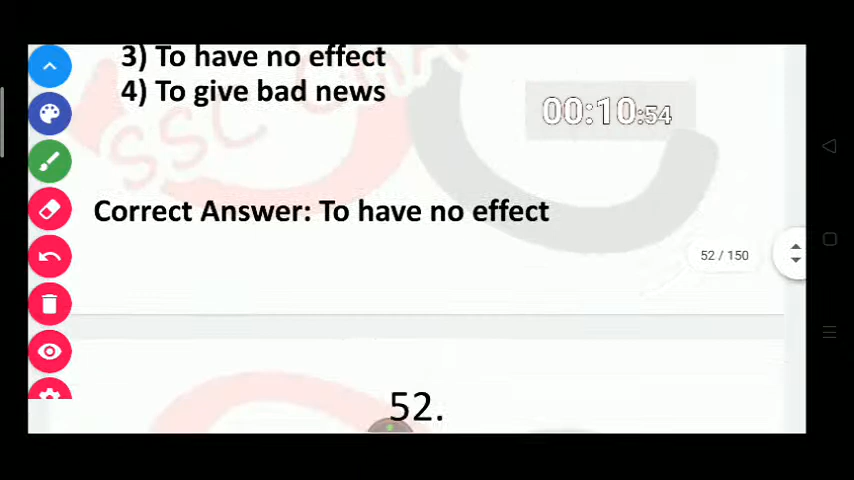 3) To have no effect
4) To give bad news
00:10:54
SSC
Correct Answer: To have no effect
52 / 150
52.